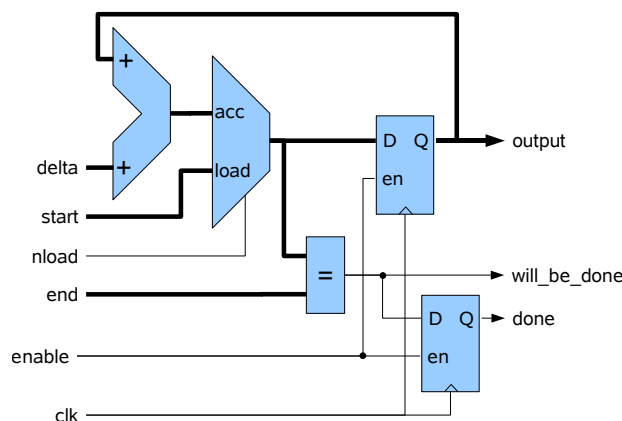 +
acc
D Q
output
delta
+
load
en
start
nload
=
will_be_done
end
D Q
done
enable
en
clk